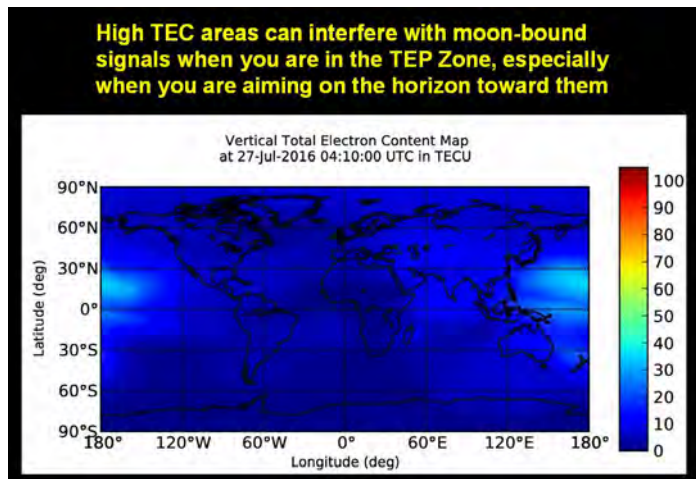 High TEC areas can interfere with moon-bound
signals when you are in the TEP Zone, especially
when you are aiming on the horizon toward them
Vertical Total Electron Content Map
at 27-Jul-2016 04:10:00 UTC in TECU
Latitude (deg)
90°N
60°N
30°N
0°
30°S
60°S
90°S
180° 120°W 60°W 0° 60°E 120°E 180°
Longitude (deg)
100
90
80
70
60
50
40
30
20
10
0